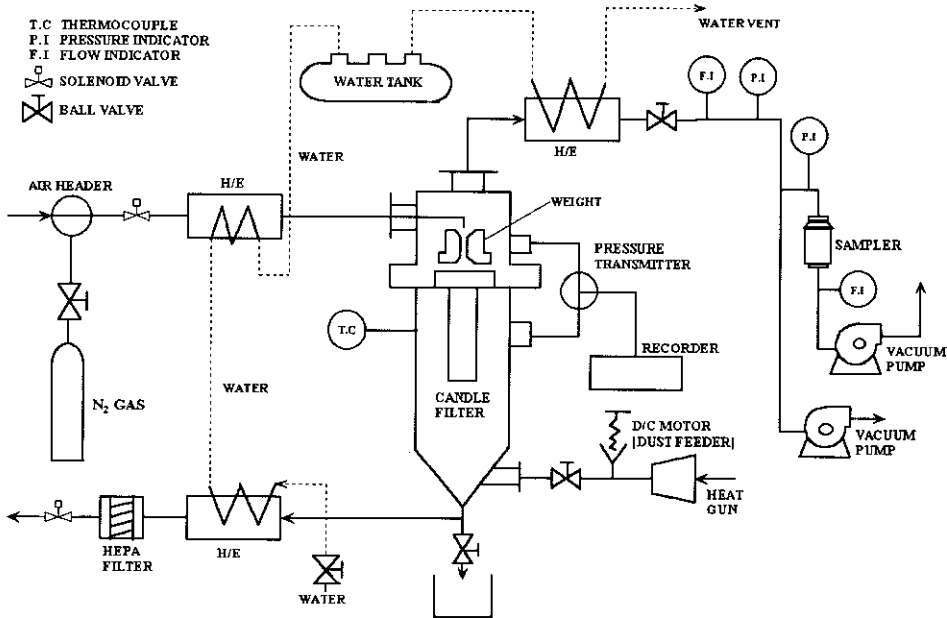 T.C THERMOCOUPLE
P.I PRESSURE INDICATOR
F.I FLOW INDICATOR
SOLENOID VALVE
BALL VALVE
WATER TANK
WATER VENT
F.I
P.I
H/E
P.I
WATER
H/E
AIR HEADER
WEIGHT
SAMPLER
PRESSURE
TRANSMITTER
F.I
T.C
RECORDER
VACUUM
PUMP
WATER
N2 GAS
CANDLE
FILTER
D/C MOTOR
[DUST FEEDER]
VACUUM
PUMP
HEAT
GUN
HEPA
FILTER
H/E
WATER